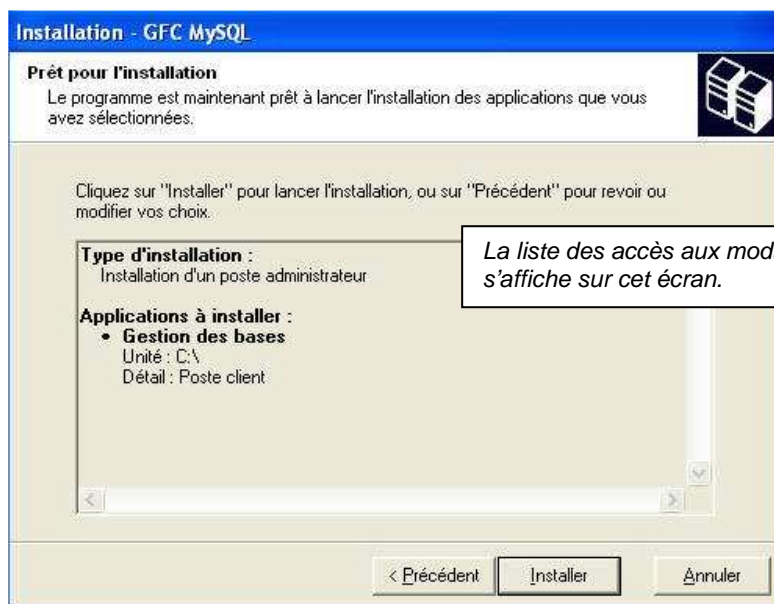 Installation - GFC MySQL
Prêt pour l'installation
Le programme est maintenant prêt à lancer l'installation des applications que vous
avez sélectionnées.
Cliquez sur "Installer" pour lancer l'installation, ou sur "Précédent" pour revoir ou
modifier vos choix.
Type d'installation :
Installation d'un poste administrateur
La liste des accès aux
s'affiche sur cet écran.
Applications à installer :
• Gestion des bases
Unité : C:\
Détail : Poste client
< Précédent
Installer
Annuler